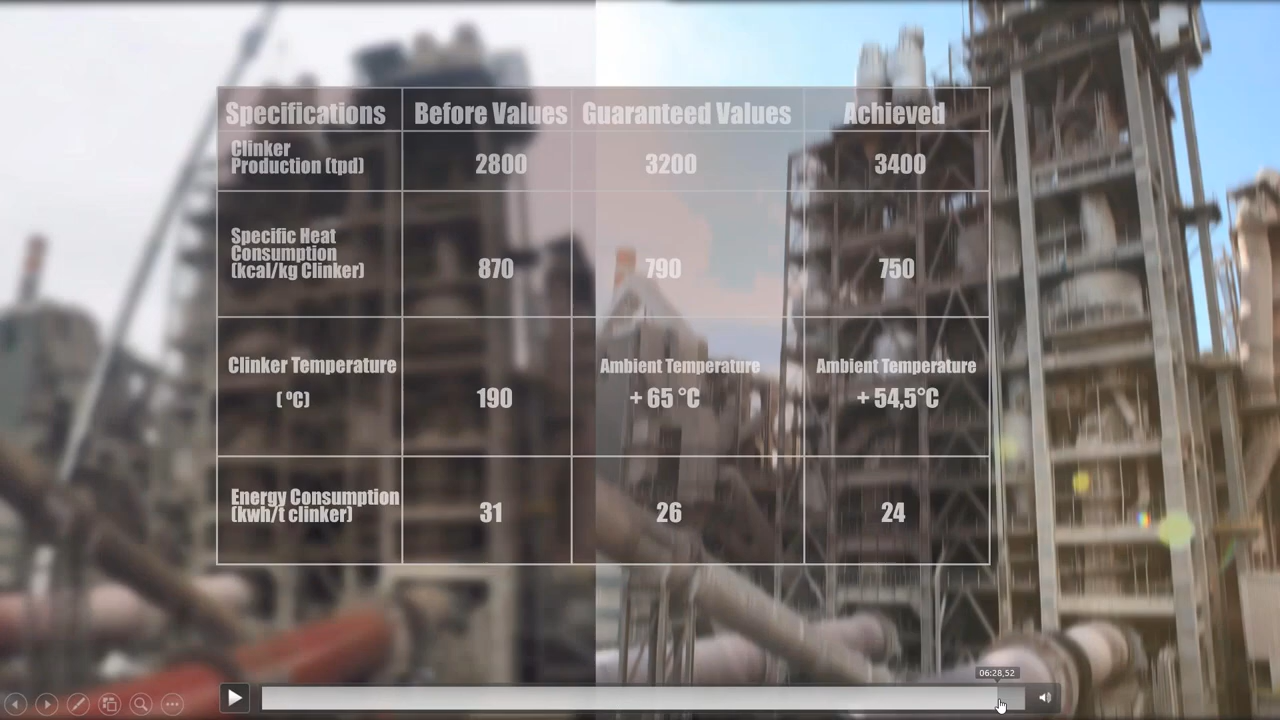 Specifications Before Values Guaranteed Values Achieved
Clinker
Production (tpd) 2800 3200 3400
Specific Heat
Consumption
(kcal/kg Clinker) 870 790 750
Clinker Temperature Ambient Temperature Ambient Temperature
( ºC) 190 + 65 °C + 54,5°C
Energy Consumption
(kwh/t clinker) 31 26 24
06:28,52